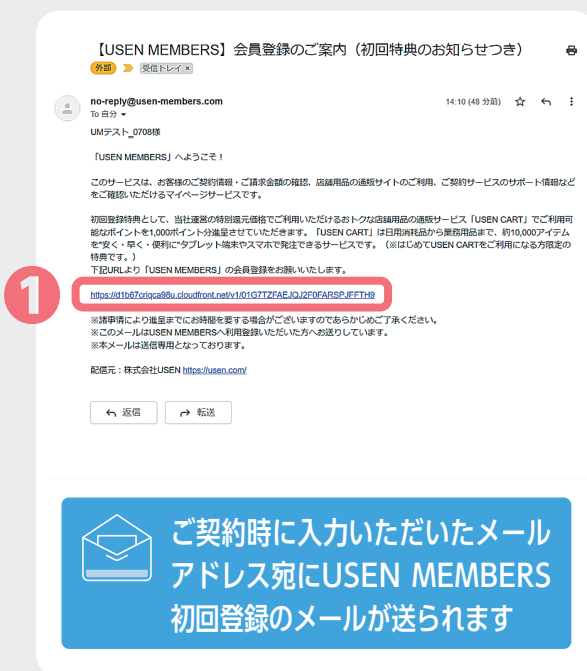 【USEN MEMBERS】会員登録のご案内（初回特典のお知らせつき）
外部 受信トレイ ×
no-reply@usen-members.com 14:10 (48 分前)
To 自分
UMテスト_0708様
「USEN MEMBERS」へようこそ！
このサービスは、お客様のご契約情報・ご請求金額の確認、店舗用品の通販サイトのご利用、ご契約サービスのサポート情報など
をご確認いただけるマイページサービスです。
初回登録特典として、当社運営の特別還元価格でご利用いただけるおトクな店舗用品の通販サービス「USEN CART」でご利用可
能なポイントを1,000ポイント分進呈させていただきます。「USEN CART」は日用消耗品から業務用品まで、約10,000アイテム
を"安く・早く・便利に"タブレット端末やスマホで発注できるサービスです。（※はじめてUSEN CARTをご利用になる方限定の
特典です。）
下記URLより「USEN MEMBERS」の会員登録をお願いいたします。
1
https://d1b67criqca98u.cloudfront.net/v1/01G7TZFAEJQJ2F0FARSPJFFTH9
※諸事情により進呈までにお時間を要する場合がございますのであらかじめご了承ください。
※このメールはUSEN MEMBERSへ利用登録いただいた方へお送りしています。
※本メールは送信専用となっております。
配信元：株式会社USEN https://usen.com/
返信 転送
ご契約時に入力いただいたメール
アドレス宛にUSEN MEMBERS
初回登録のメールが送られます